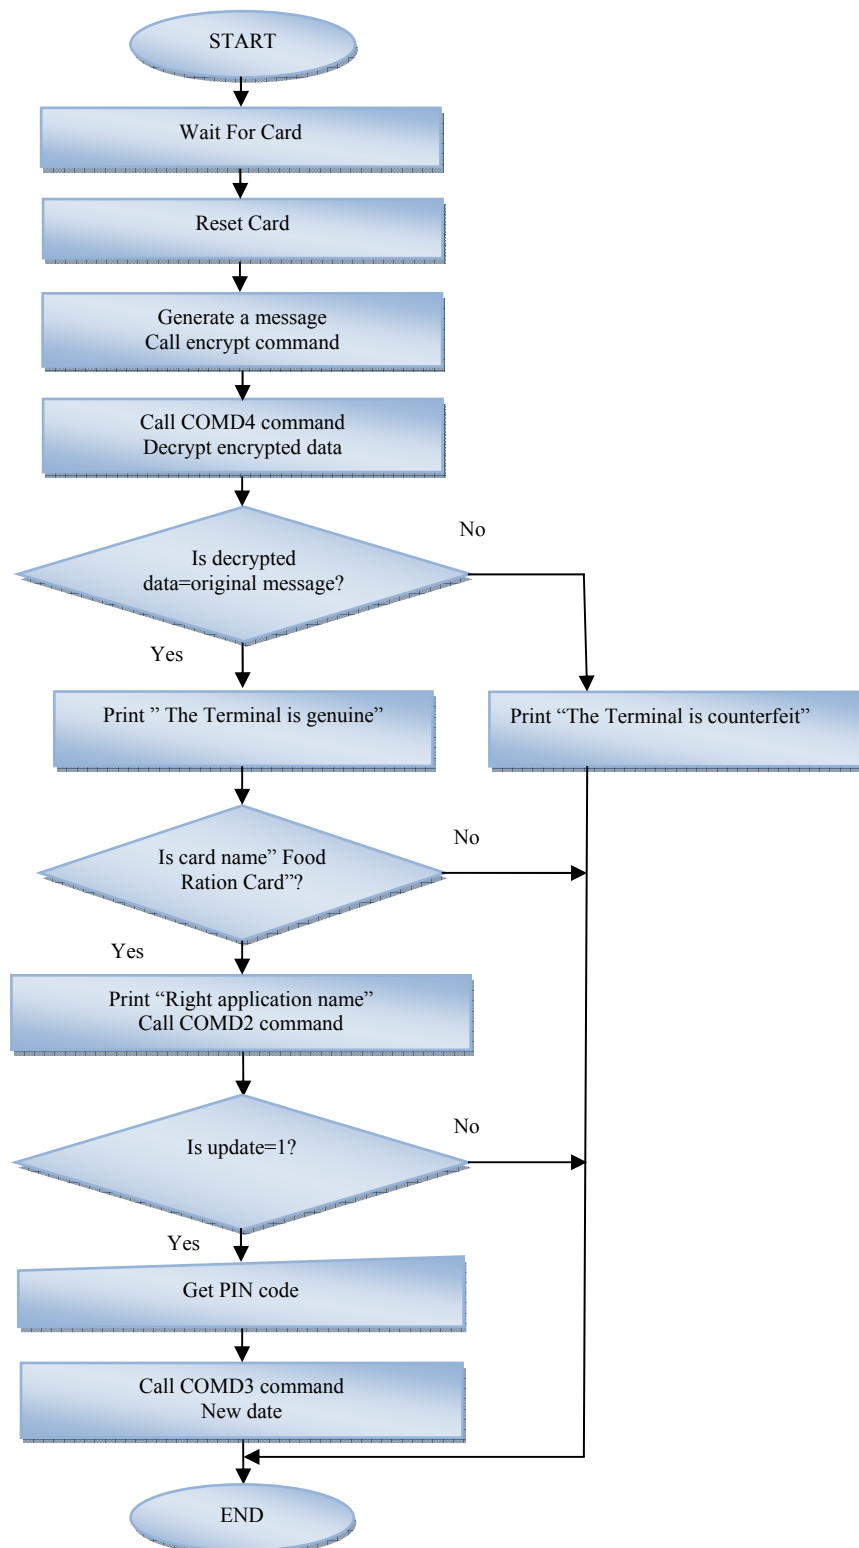 START
Wait For Card
Reset Card
Generate a message
Call encrypt command
Call COMD4 command
Decrypt encrypted data
Is decrypted
data=original message?
No
Yes
Print ” The Terminal is genuine”
Print “The Terminal is counterfeit”
Is card name” Food
Ration Card”?
No
Yes
Print “Right application name”
Call COMD2 command
Is update=1?
No
Yes
Get PIN code
Call COMD3 command
New date
END